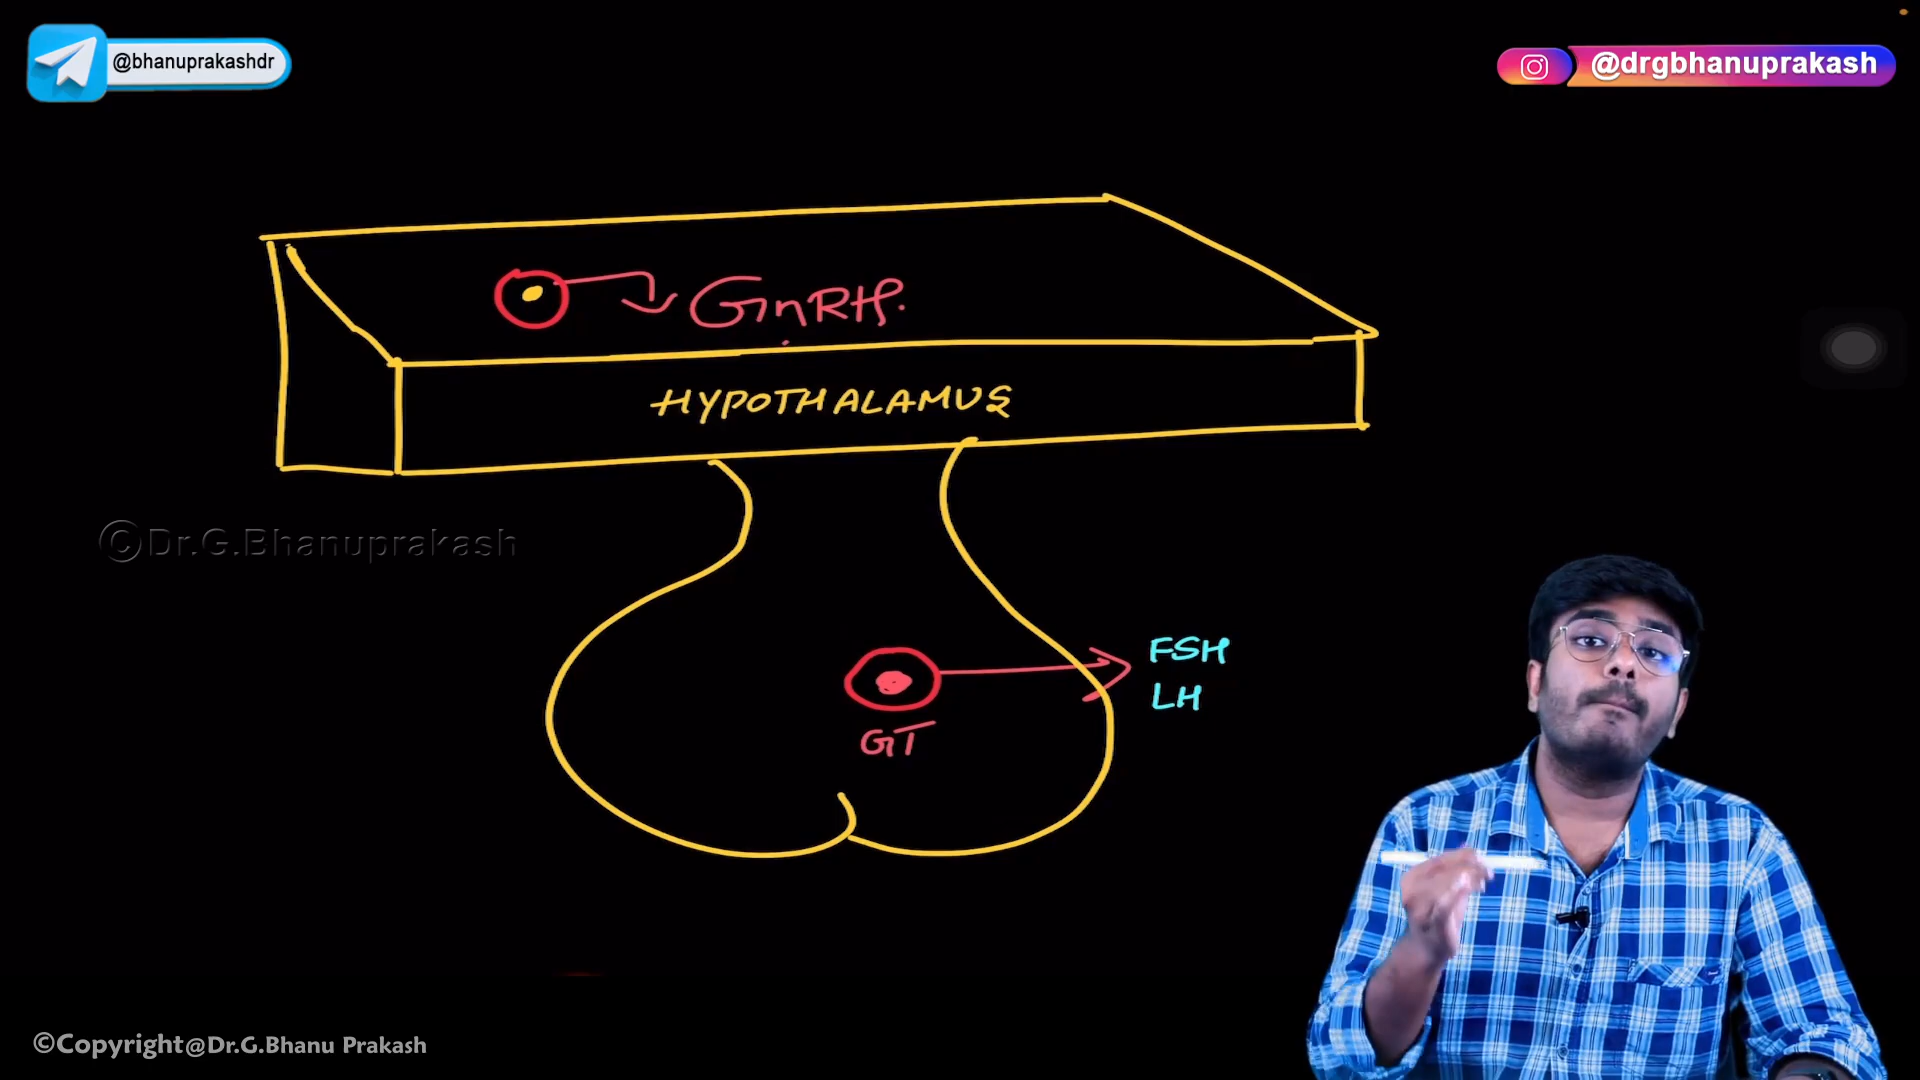 @bhanuprakashdr
@drgbhanuprakash
GnRH.
HYPOTHALAMUS
©Dr.G.Bhanuprakash
FSH
LH
GT
©Copyright@Dr.G.Bhanu Prakash